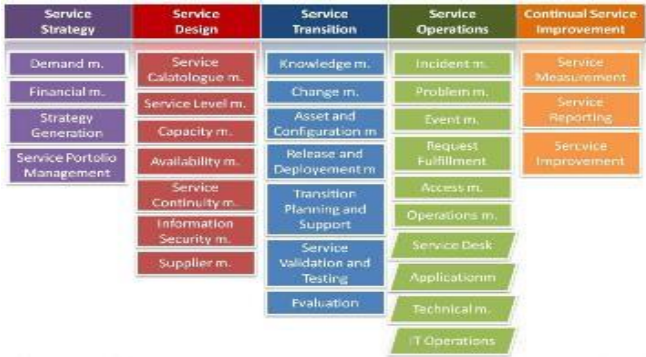 Service
Strategy
Demand m.
Financial m.
Strategy
Generation
Service Portolio
Management
Service
Design
Service
Calatologue m.
Service Level m.
Capacity m.
Availability m.
Service
Continuity m.
Information
Security m.
Supplier m.
Service
Transition
Knowledge m.
Change m.
Asset and
Configuration m
Release and
Deployement m
Transition
Planning and
Support
Service
Validation and
Testing
Evaluation
Service
Operations
Incident m.
Problem m.
Event m.
Request
Fulfillment
Access m.
Operations m.
Service Desk
Applicationm
Technical m.
IT Operations
Continual Service
Improvement
Service
Measurement
Service
Reporting
Sercvice
Improvement